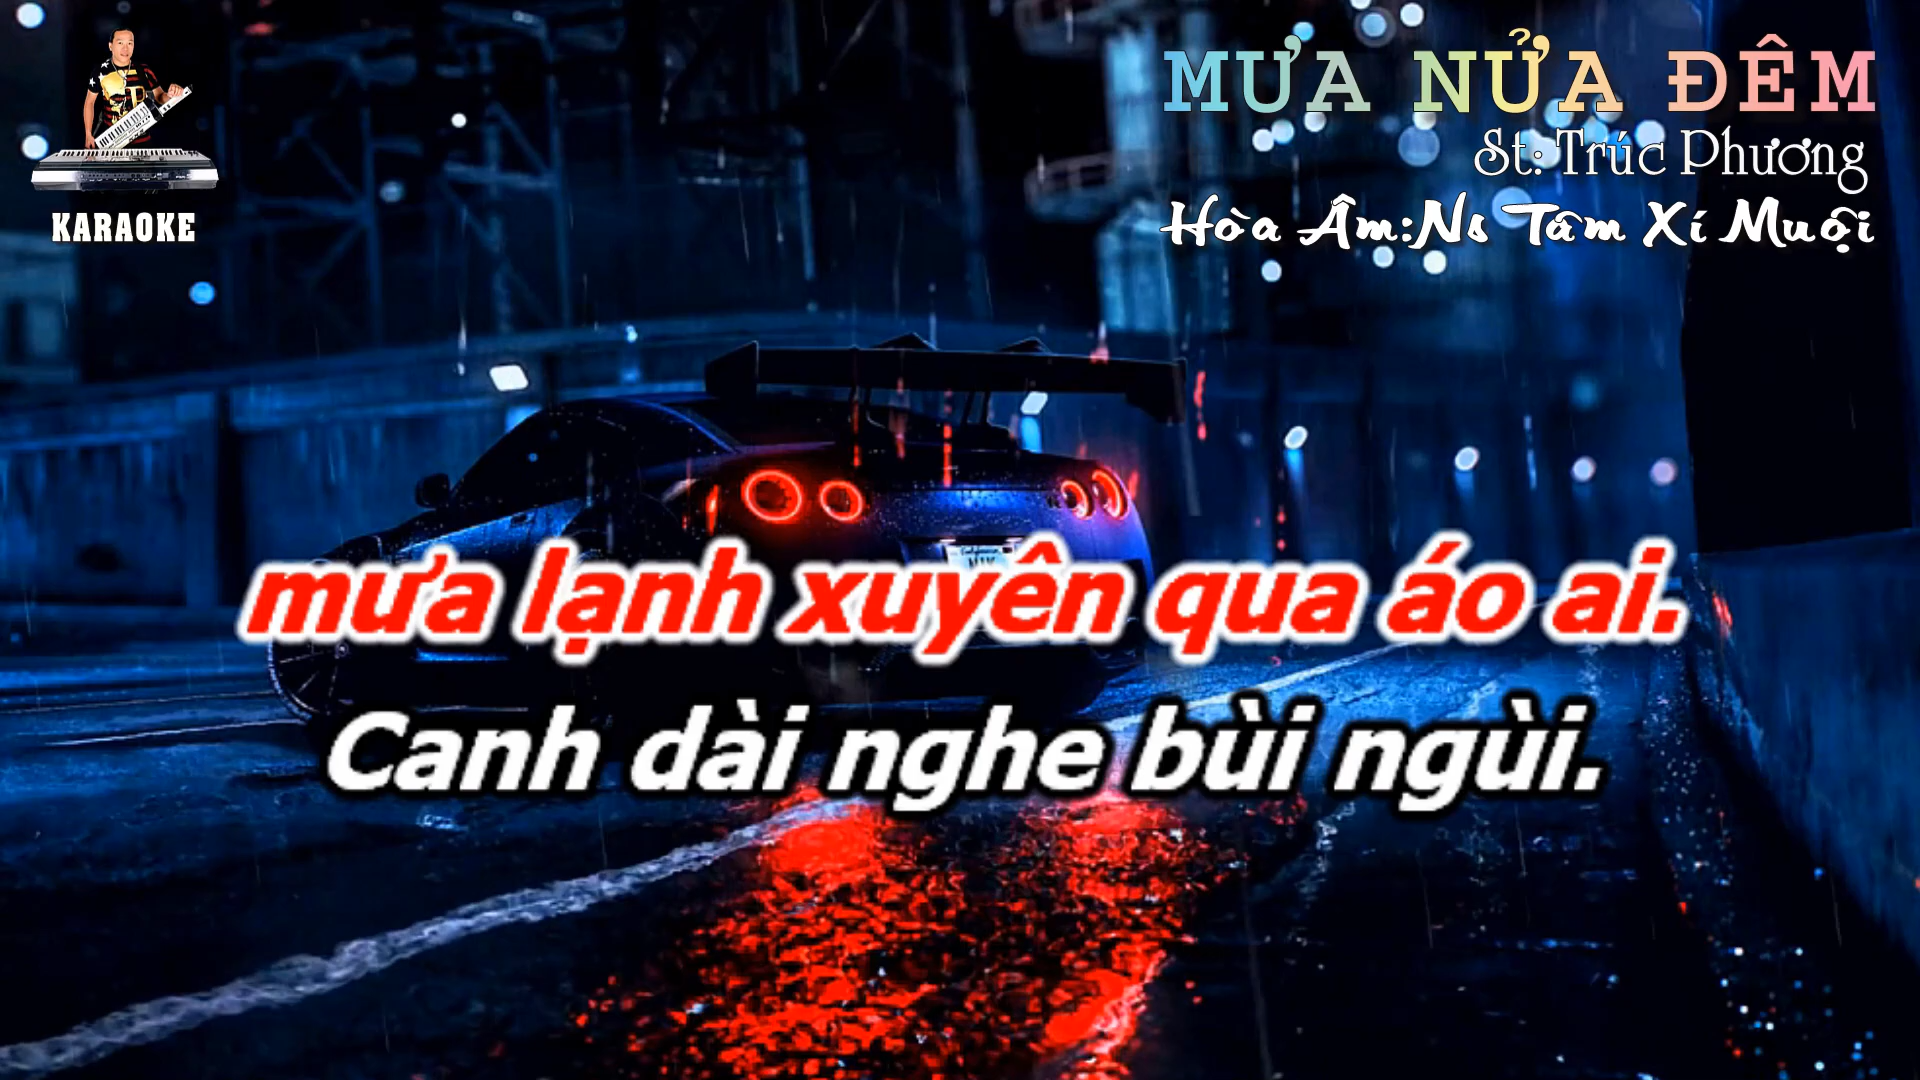 KARAOKE
MƯA NỬA ĐÊM
St: Trúc Phương
Hòa Âm:Ns Tâm Xí Muội
mưa lạnh xuyên qua áo ai.
Canh dài nghe bùi ngùi.